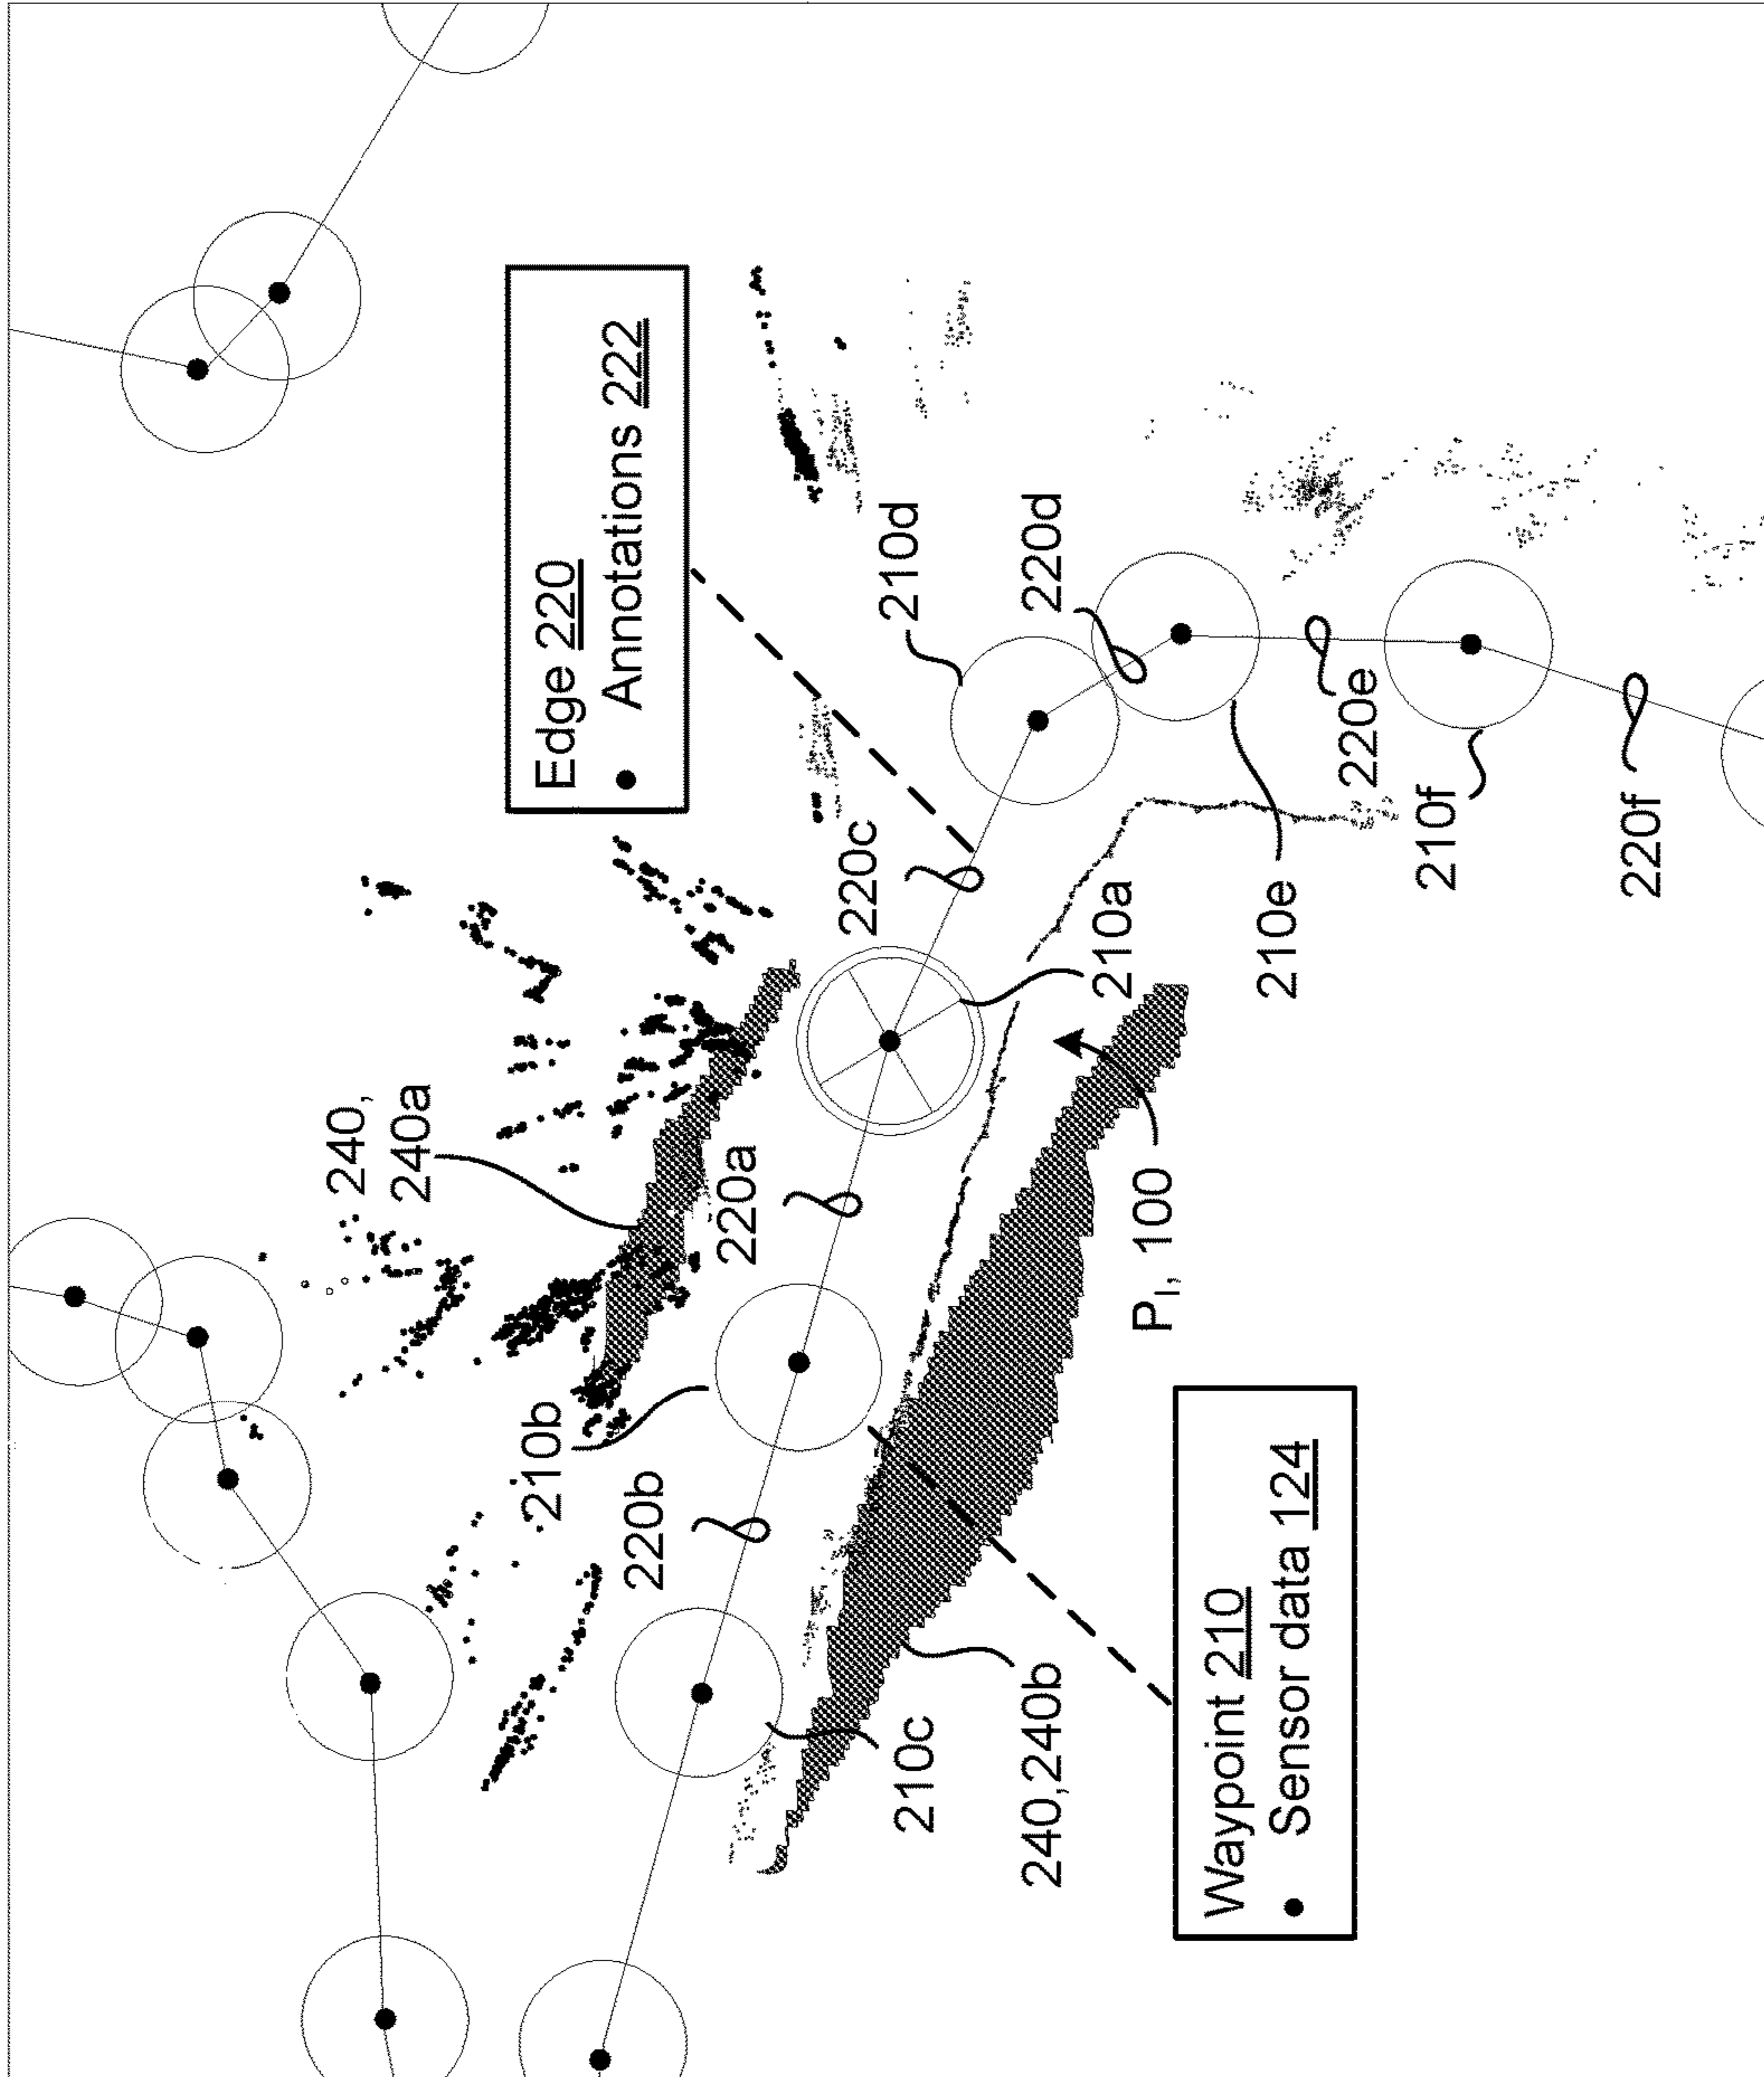 Edge 220
• Annotations 222
240,
240a
210d
220d
220c
220a
210b
220b
210a
210e
220e
210f
220f
P_I, 100
210c
240,240b
Waypoint 210
• Sensor data 124